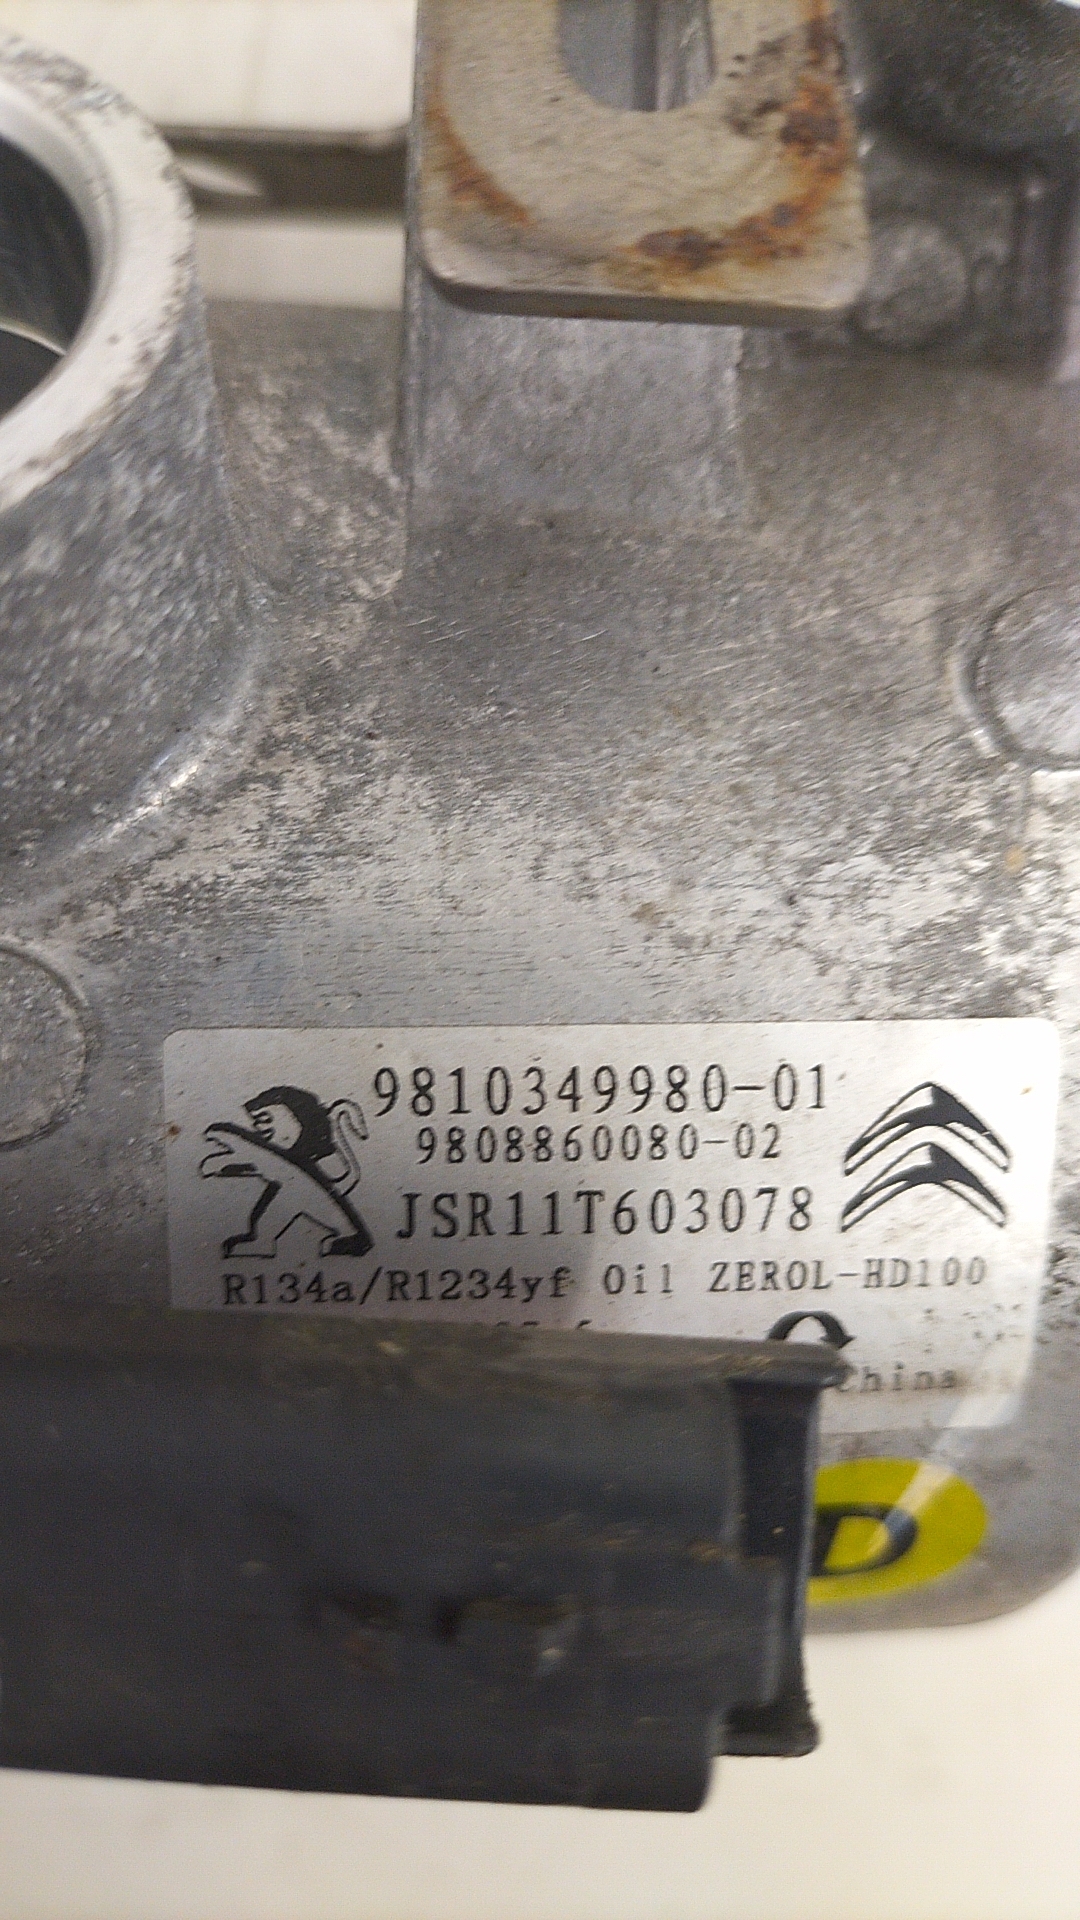 9810349980-01
9808860080-02
JSR11T603078
R134a/R1234yf Oil ZEROL-HD100
China
D